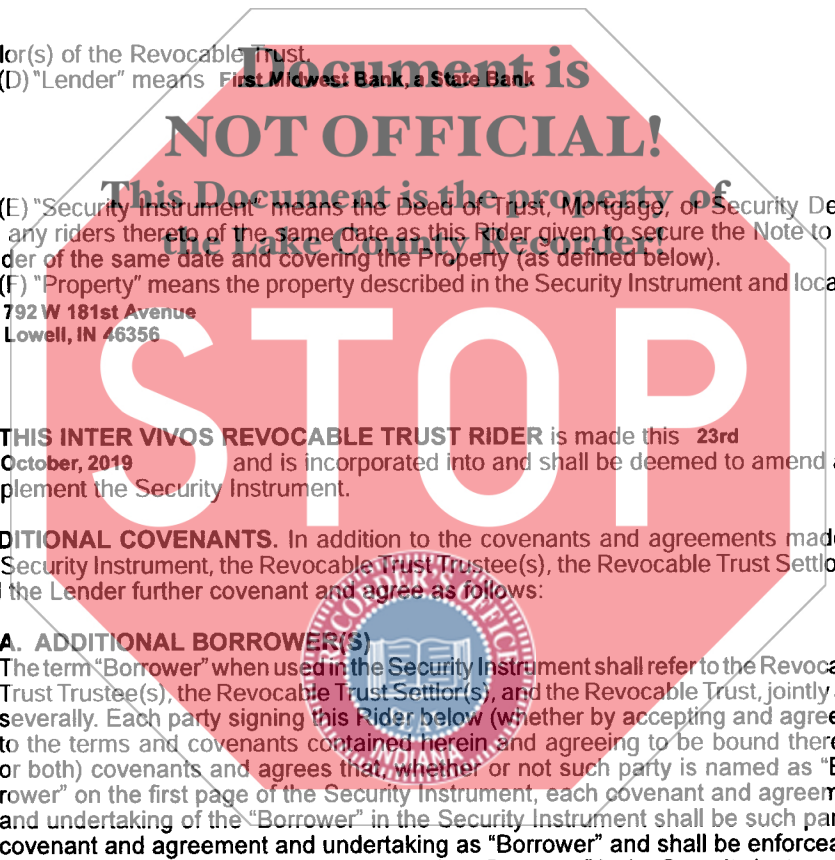 lor(s) of the Revocable Trust.
(D) "Lender" means First Midwest Bank, a State Bank
Document is
NOT OFFICIAL!
This Document is the property of
the Lake County Recorder!
(E) "Security Instrument" means the Deed of Trust, Mortgage, or Security De
any riders thereto of the same date as this Rider given to secure the Note to
der of the same date and covering the Property (as defined below).
(F) "Property" means the property described in the Security Instrument and loca
792 W 181st Avenue
Lowell, IN 46356
STOP
THIS INTER VIVOS REVOCABLE TRUST RIDER is made this 23rd
October, 2019 and is incorporated into and shall be deemed to amend a
plement the Security Instrument.
DITIONAL COVENANTS. In addition to the covenants and agreements made
Security Instrument, the Revocable Trust Trustee(s), the Revocable Trust Settlo
the Lender further covenant and agree as follows:
RECORDER'S OFFICE
INDIANA
A. ADDITIONAL BORROWER(S)
The term "Borrower" when used in the Security Instrument shall refer to the Revoca
Trust Trustee(s), the Revocable Trust Settlor(s), and the Revocable Trust, jointly
severally. Each party signing this Rider below (whether by accepting and agree
to the terms and covenants contained herein and agreeing to be bound there
or both) covenants and agrees that, whether or not such party is named as "B
rower" on the first page of the Security Instrument, each covenant and agreem
and undertaking of the "Borrower" in the Security Instrument shall be such par
covenant and agreement and undertaking as "Borrower" and shall be enforcea